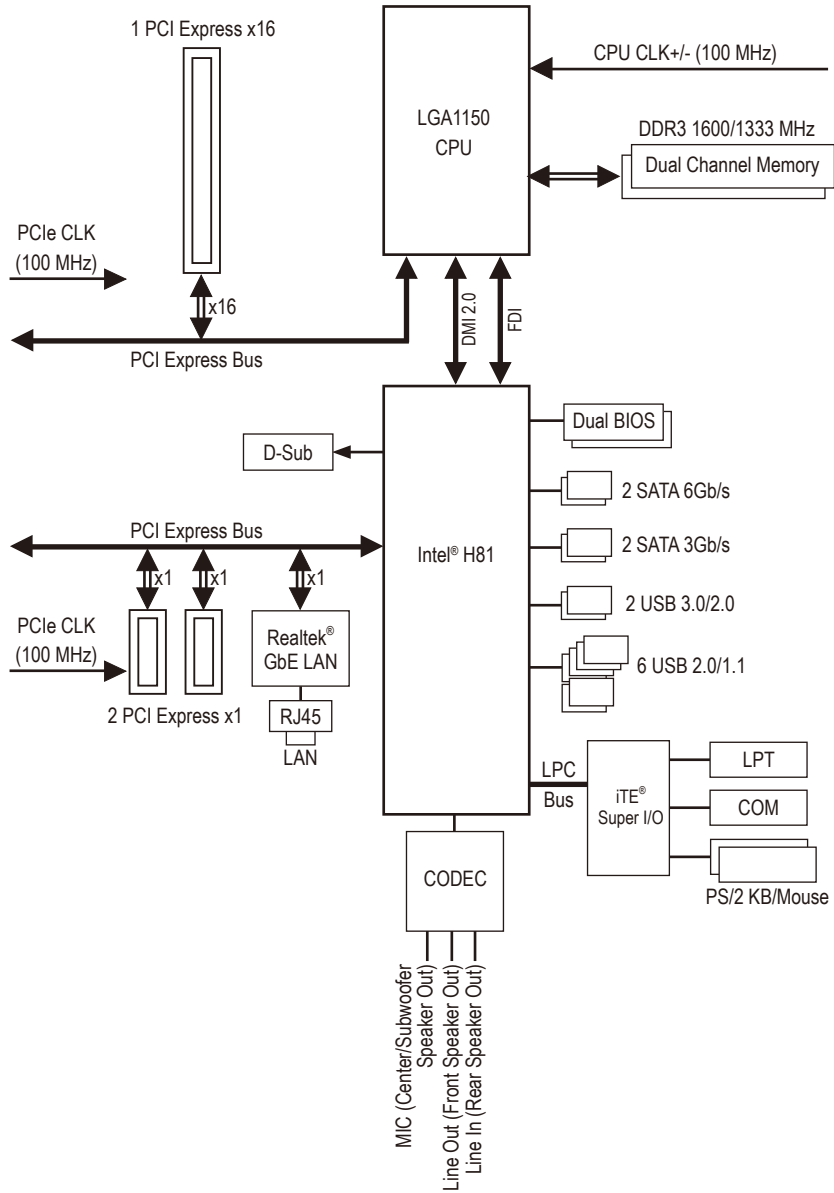 1 PCI Express x16
CPU CLK+/- (100 MHz)
LGA1150
CPU
DDR3 1600/1333 MHz
Dual Channel Memory
PCIe CLK
(100 MHz)
x16
PCI Express Bus
DMI 2.0
FDI
Dual BIOS
D-Sub
2 SATA 6Gb/s
PCI Express Bus
Intel® H81
2 SATA 3Gb/s
x1
x1
x1
2 USB 3.0/2.0
PCIe CLK
(100 MHz)
Realtek®
GbE LAN
6 USB 2.0/1.1
2 PCI Express x1
RJ45
LAN
LPC
Bus
iTE®
Super I/O
LPT
COM
PS/2 KB/Mouse
CODEC
MIC (Center/Subwoofer
Speaker Out)
Line Out (Front Speaker Out)
Line In (Rear Speaker Out)